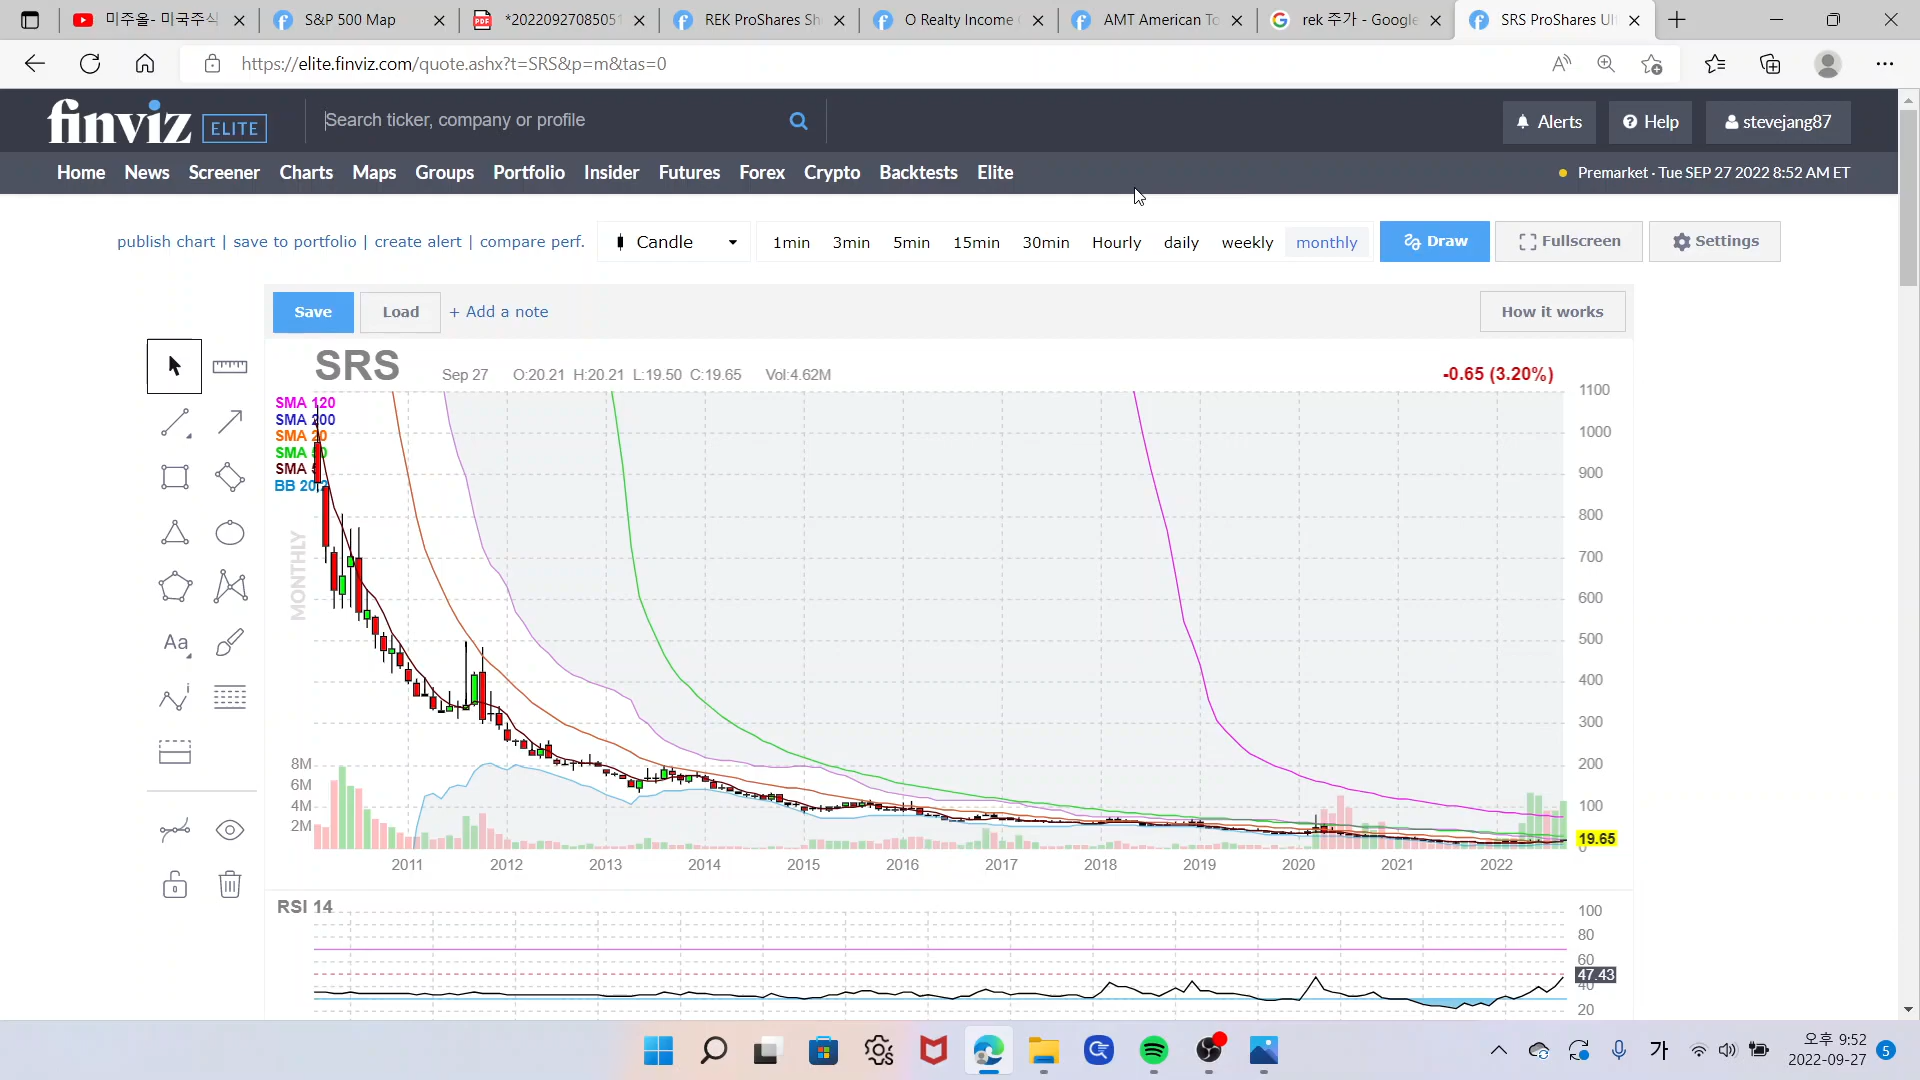 미주올- 미국주식
S&P 500 Map
*20220927085051
REK ProShares Sh
O Realty Income
AMT American To
rek 주가 - Google
SRS ProShares Ult
https://elite.finviz.com/quote.ashx?t=SRS&p=m&tas=0
finviz ELITE
Search ticker, company or profile
Alerts
Help
stevejang87
Home News Screener Charts Maps Groups Portfolio Insider Futures Forex Crypto Backtests Elite
Premarket · Tue SEP 27 2022 8:52 AM ET
publish chart | save to portfolio | create alert | compare perf.
Candle
1min 3min 5min 15min 30min Hourly daily weekly monthly
Draw
Fullscreen
Settings
Save
Load
+ Add a note
How it works
SRS
Sep 27 O:20.21 H:20.21 L:19.50 C:19.65 Vol:4.62M
-0.65 (3.20%)
SMA 120
SMA 200
SMA 20
SMA
SMA
BB 20,2
MONTHLY
1100
1000
900
800
700
600
500
400
300
200
100
19.65
0
8M
6M
4M
2M
Aa
2011 2012 2013 2014 2015 2016 2017 2018 2019 2020 2021 2022
RSI 14
100
80
60
47.43
40
20
가
오후 9:52
2022-09-27
5